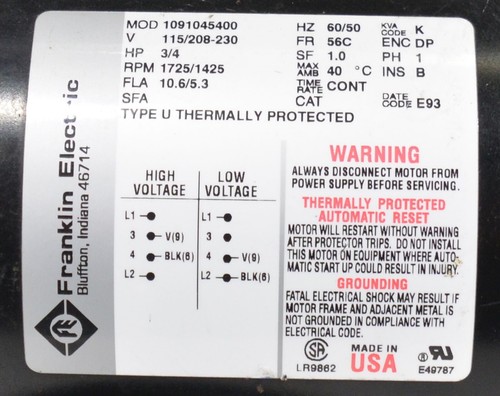 MOD 1091045400 HZ 60/50 KVA CODE K
V 115/208-230 FR 56C ENC DP
HP 3/4 SF 1.0 PH 1
RPM 1725/1425 MAX AMB 40 °C INS B
FLA 10.6/5.3 TIME RATE CONT
SFA CAT DATE CODE E93
TYPE U THERMALLY PROTECTED
Franklin Electric
Bluffton, Indiana 46714
HIGH VOLTAGE
L1
3 V(9)
4 BLK(6)
L2
LOW VOLTAGE
L1
3
4 V(9)
L2 BLK(6)
WARNING
ALWAYS DISCONNECT MOTOR FROM
POWER SUPPLY BEFORE SERVICING.
THERMALLY PROTECTED
AUTOMATIC RESET
MOTOR WILL RESTART WITHOUT WARNING
AFTER PROTECTOR TRIPS. DO NOT INSTALL
THIS MOTOR ON EQUIPMENT WHERE AUTO-
MATIC START UP COULD RESULT IN INJURY.
GROUNDING
FATAL ELECTRICAL SHOCK MAY RESULT IF
MOTOR FRAME AND ADJACENT METAL IS
NOT GROUNDED IN COMPLIANCE WITH
ELECTRICAL CODE.
SA
LR9862
MADE IN
USA
RU
E49787